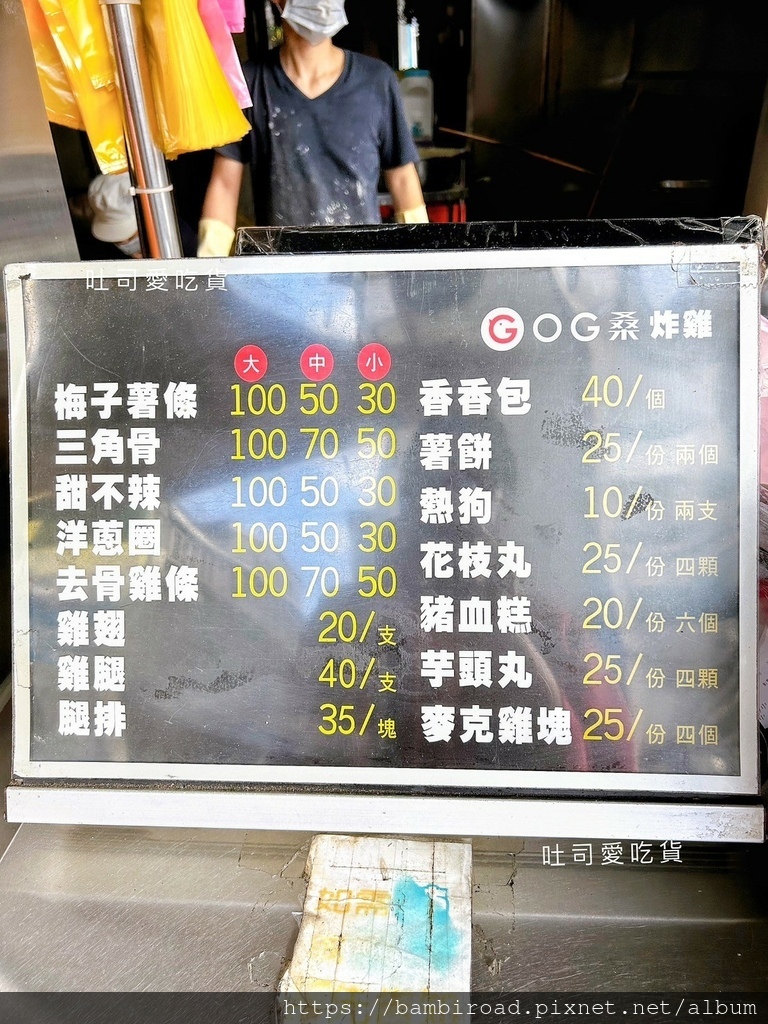 吐司愛吃貨
GOG桑 炸雞
大 中 小
梅子薯條 100 50 30
三角骨 100 70 50
甜不辣 100 50 30
洋蔥圈 100 50 30
去骨雞條 100 70 50
雞翅 20/支
雞腿 40/支
腿排 35/塊
香香包 40/個
薯餅 25/份 兩個
熱狗 10/份 兩支
花枝丸 25/份 四顆
豬血糕 20/份 六個
芋頭丸 25/份 四顆
麥克雞塊 25/份 四個
吐司愛吃貨
https://bambiroad.pixnet.net/album